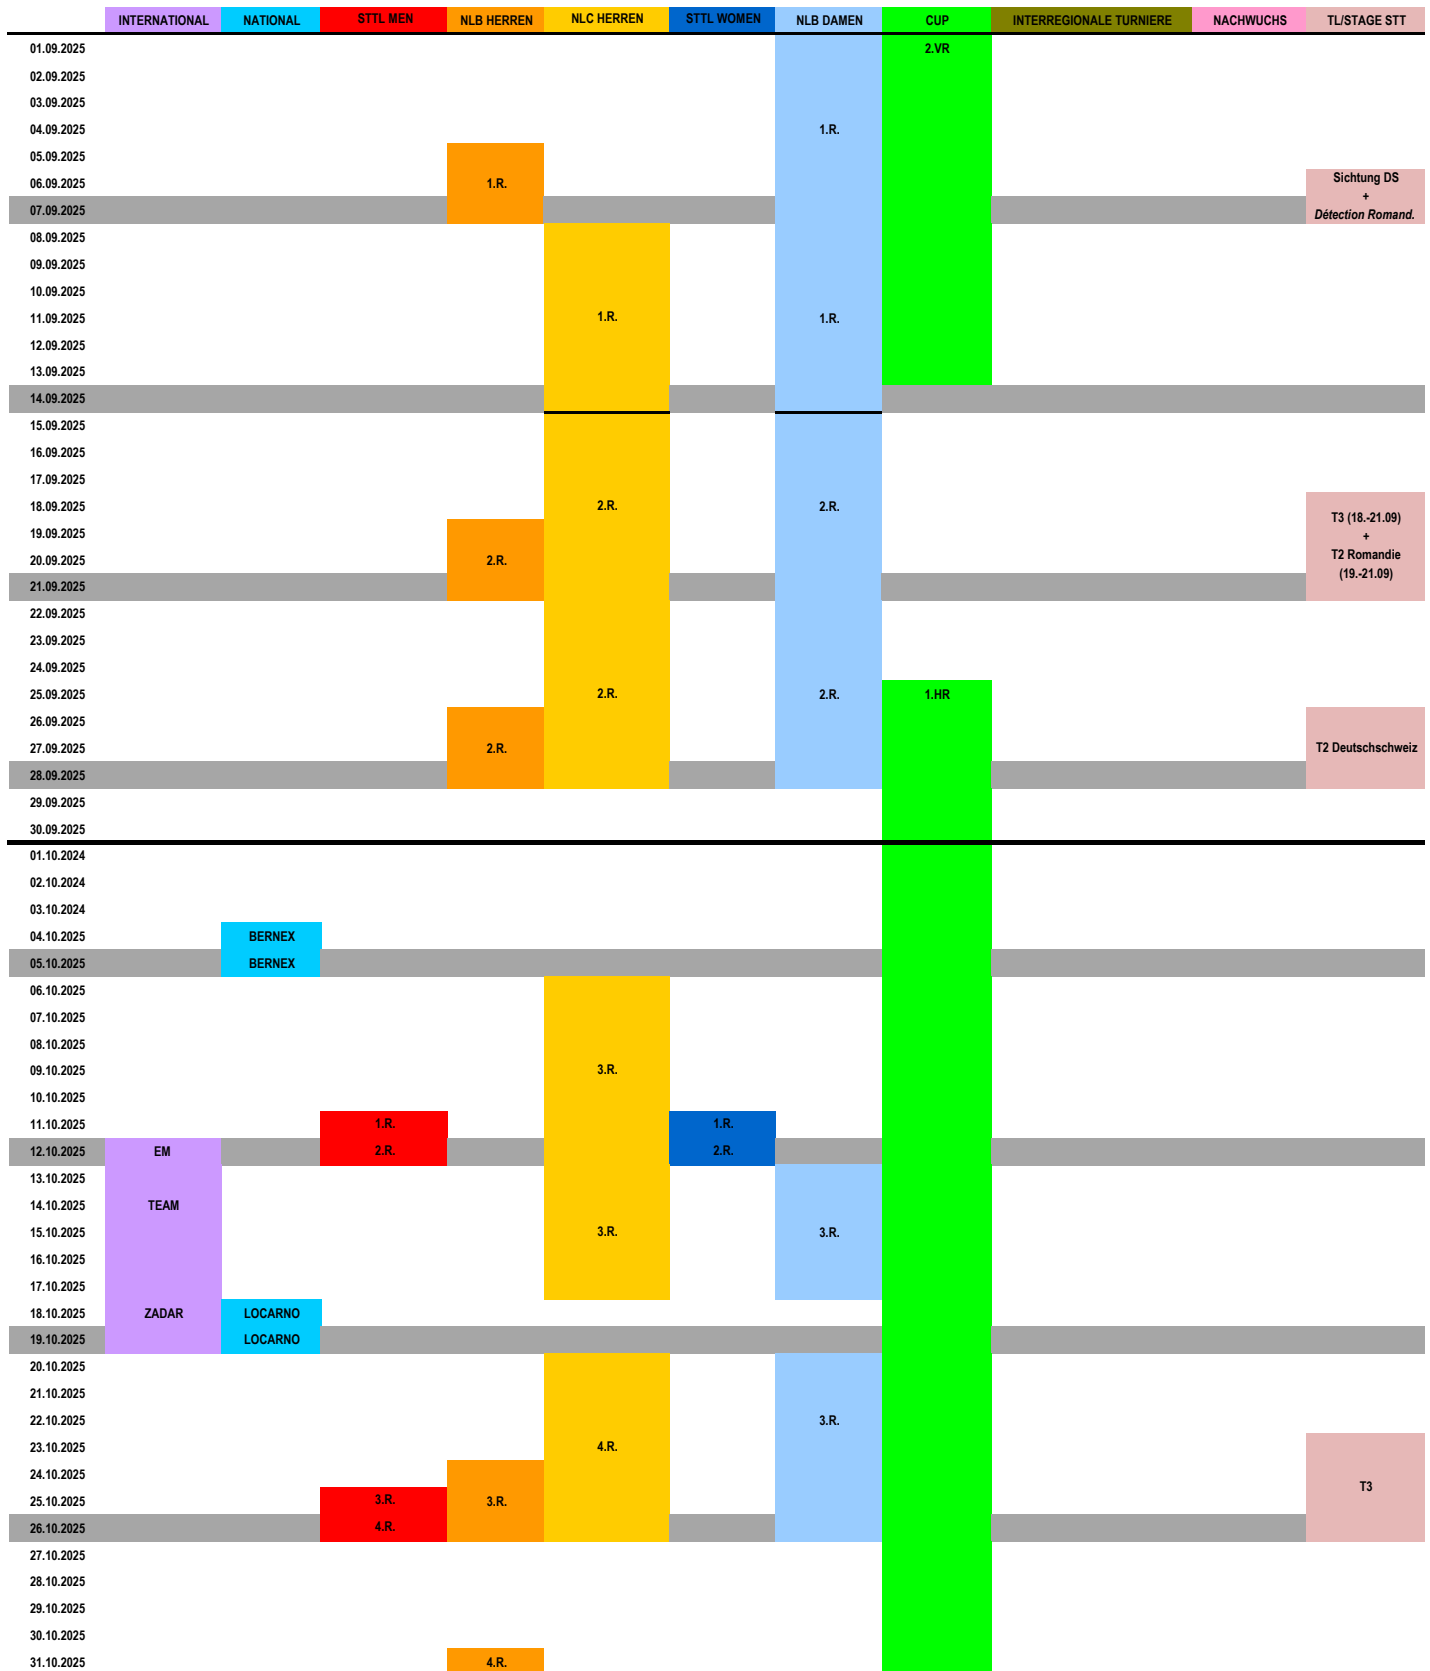 INTERNATIONAL NATIONAL STTL MEN NLB HERREN NLC HERREN STTL WOMEN NLB DAMEN CUP INTERREGIONALE TURNIERE NACHWUCHS TL/STAGE STT
01.09.2025 2.VR
02.09.2025
03.09.2025
04.09.2025 1.R.
05.09.2025
06.09.2025 1.R. Sichtung DS
+
07.09.2025 Détection Romand.
08.09.2025
09.09.2025
10.09.2025
11.09.2025 1.R. 1.R.
12.09.2025
13.09.2025
14.09.2025
15.09.2025
16.09.2025
17.09.2025
18.09.2025 2.R. 2.R.
T3 (18.-21.09)
19.09.2025 +
20.09.2025 2.R. T2 Romandie
(19.-21.09)
21.09.2025
22.09.2025
23.09.2025
24.09.2025
25.09.2025 2.R. 2.R. 1.HR
26.09.2025
27.09.2025 2.R. T2 Deutschschweiz
28.09.2025
29.09.2025
30.09.2025
01.10.2024
02.10.2024
03.10.2024
04.10.2025 BERNEX
05.10.2025 BERNEX
06.10.2025
07.10.2025
08.10.2025
09.10.2025 3.R.
10.10.2025
11.10.2025 1.R. 1.R.
12.10.2025 EM 2.R. 2.R.
13.10.2025
14.10.2025 TEAM
15.10.2025 3.R. 3.R.
16.10.2025
17.10.2025
18.10.2025 ZADAR LOCARNO
19.10.2025 LOCARNO
20.10.2025
21.10.2025
22.10.2025 3.R.
23.10.2025 4.R.
24.10.2025
T3
25.10.2025 3.R. 3.R.
26.10.2025 4.R.
27.10.2025
28.10.2025
29.10.2025
30.10.2025
31.10.2025 4.R.